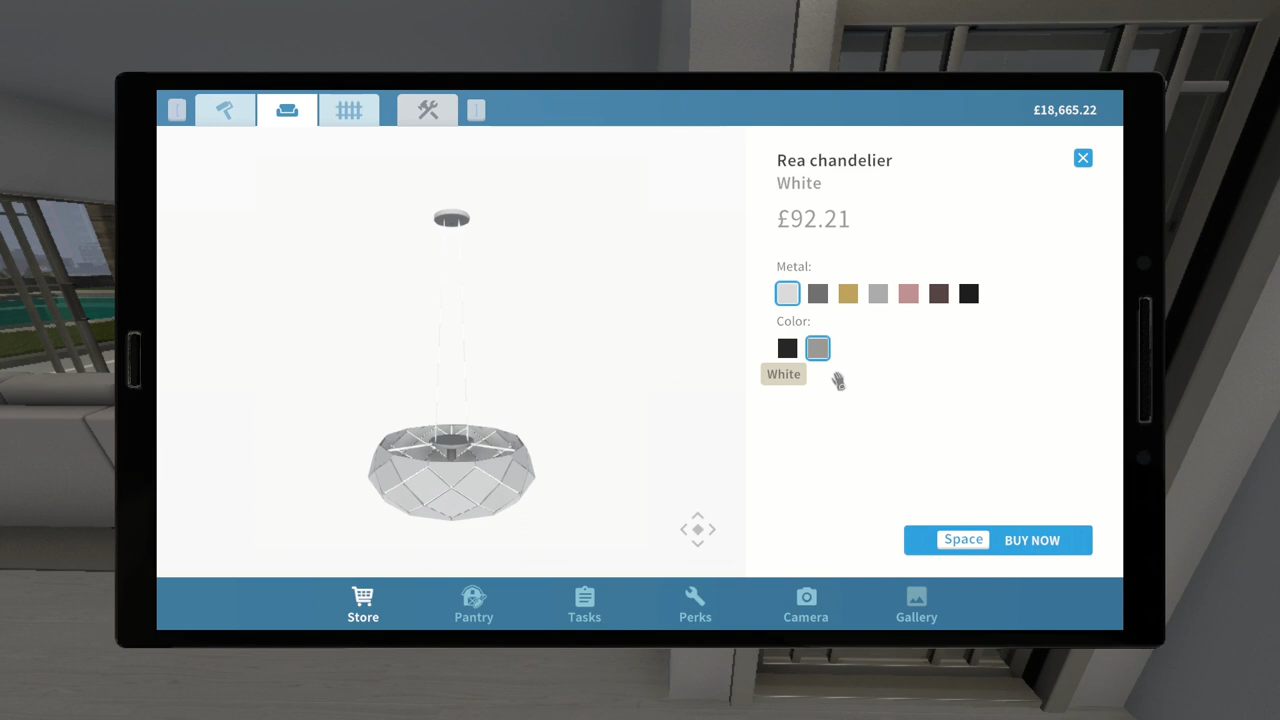 £18,665.22
Rea chandelier
White
£92.21
Metal:
Color:
White
Space BUY NOW
Store Pantry Tasks Perks Camera Gallery